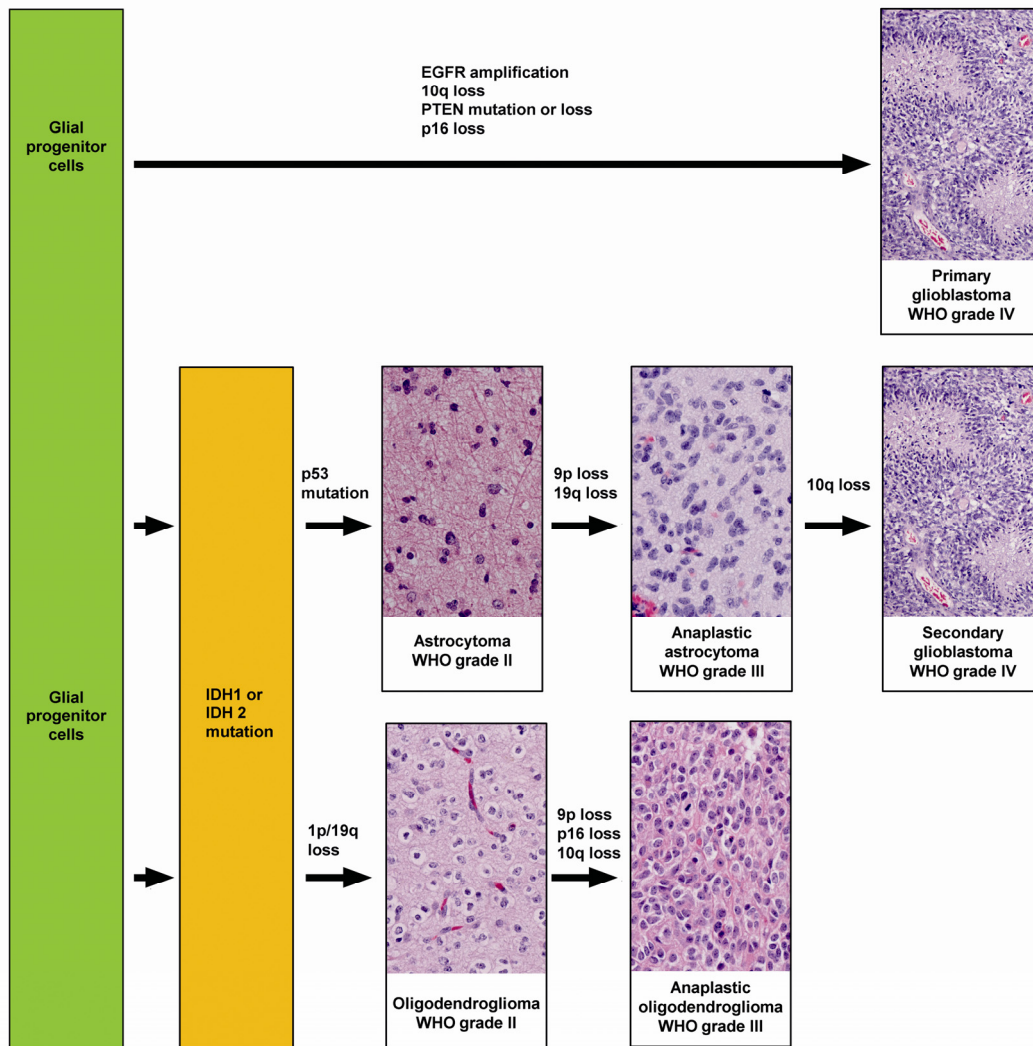 EGFR amplification
10q loss
PTEN mutation or loss
p16 loss
Glial
progenitor
cells
Primary
glioblastoma
WHO grade IV
p53
mutation
9p loss
19q loss
10q loss
Astrocytoma
WHO grade II
Anaplastic
astrocytoma
WHO grade III
Secondary
glioblastoma
WHO grade IV
Glial
progenitor
cells
IDH1 or
IDH 2
mutation
1p/19q
loss
9p loss
p16 loss
10q loss
Oligodendroglioma
WHO grade II
Anaplastic
oligodendroglioma
WHO grade III